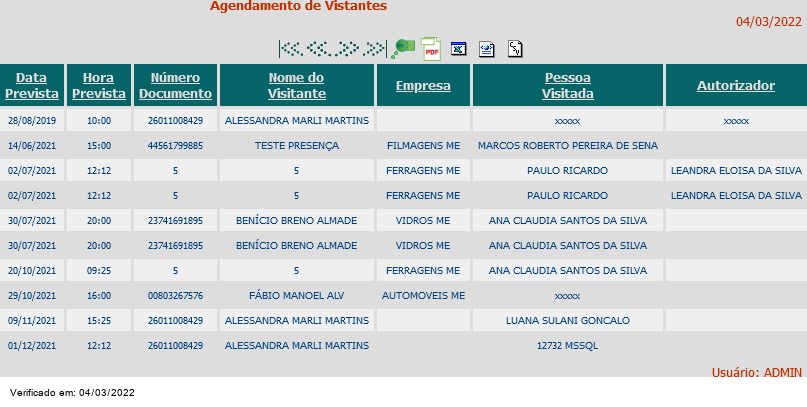 Agendamento de Vistantes
04/03/2022
PDF
Data Prevista Hora Prevista Número Documento Nome do Visitante Empresa Pessoa Visitada Autorizador
28/08/2019 10:00 26011008429 ALESSANDRA MARLI MARTINS xxxxx xxxxx
14/06/2021 15:00 44561799885 TESTE PRESENÇA FILMAGENS ME MARCOS ROBERTO PEREIRA DE SENA
02/07/2021 12:12 5 5 FERRAGENS ME PAULO RICARDO LEANDRA ELOISA DA SILVA
02/07/2021 12:12 5 5 FERRAGENS ME PAULO RICARDO LEANDRA ELOISA DA SILVA
30/07/2021 20:00 23741691895 BENÍCIO BRENO ALMADE VIDROS ME ANA CLAUDIA SANTOS DA SILVA
30/07/2021 20:00 23741691895 BENÍCIO BRENO ALMADE VIDROS ME ANA CLAUDIA SANTOS DA SILVA
20/10/2021 09:25 5 5 FERRAGENS ME ANA CLAUDIA SANTOS DA SILVA
29/10/2021 16:00 00803267576 FÁBIO MANOEL ALV AUTOMOVEIS ME xxxxx
09/11/2021 15:25 26011008429 ALESSANDRA MARLI MARTINS LUANA SULANI GONCALO
01/12/2021 12:12 26011008429 ALESSANDRA MARLI MARTINS 12732 MSSQL
Usuário: ADMIN
Verificado em: 04/03/2022